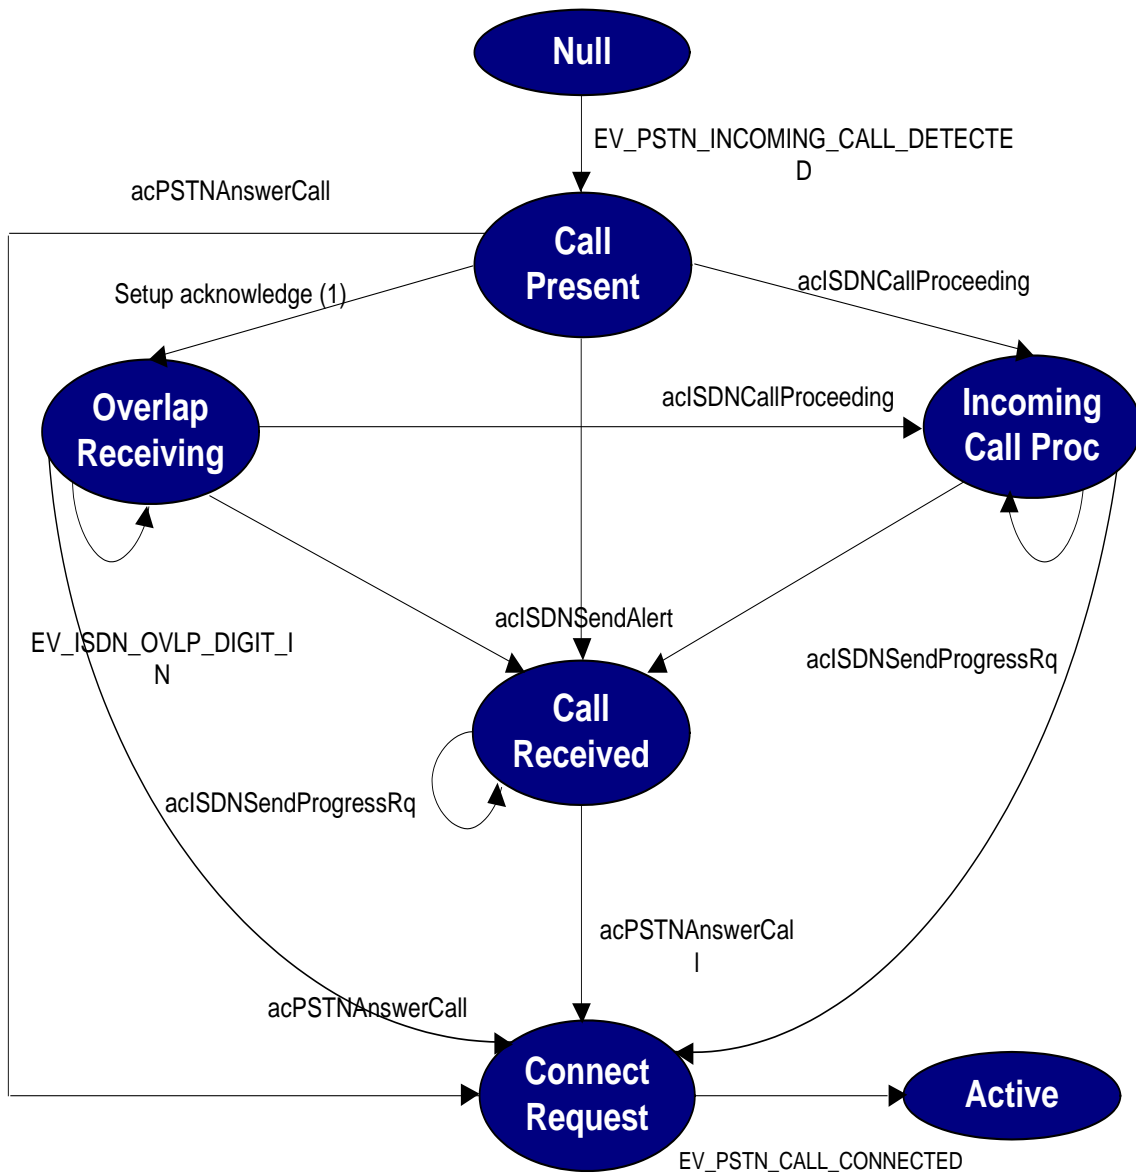 Null
EV_PSTN_INCOMING_CALL_DETECTE
D
acPSTNAnswerCall
Call
Present
Setup acknowledge (1)
acISDNCallProceeding
Overlap
Receiving
acISDNCallProceeding
Incoming
Call Proc
acISDNSendAlert
EV_ISDN_OVLP_DIGIT_I
N
acISDNSendProgressRq
Call
Received
acISDNSendProgressRq
acPSTNAnswerCal
l
acPSTNAnswerCall
Connect
Request
Active
EV_PSTN_CALL_CONNECTED